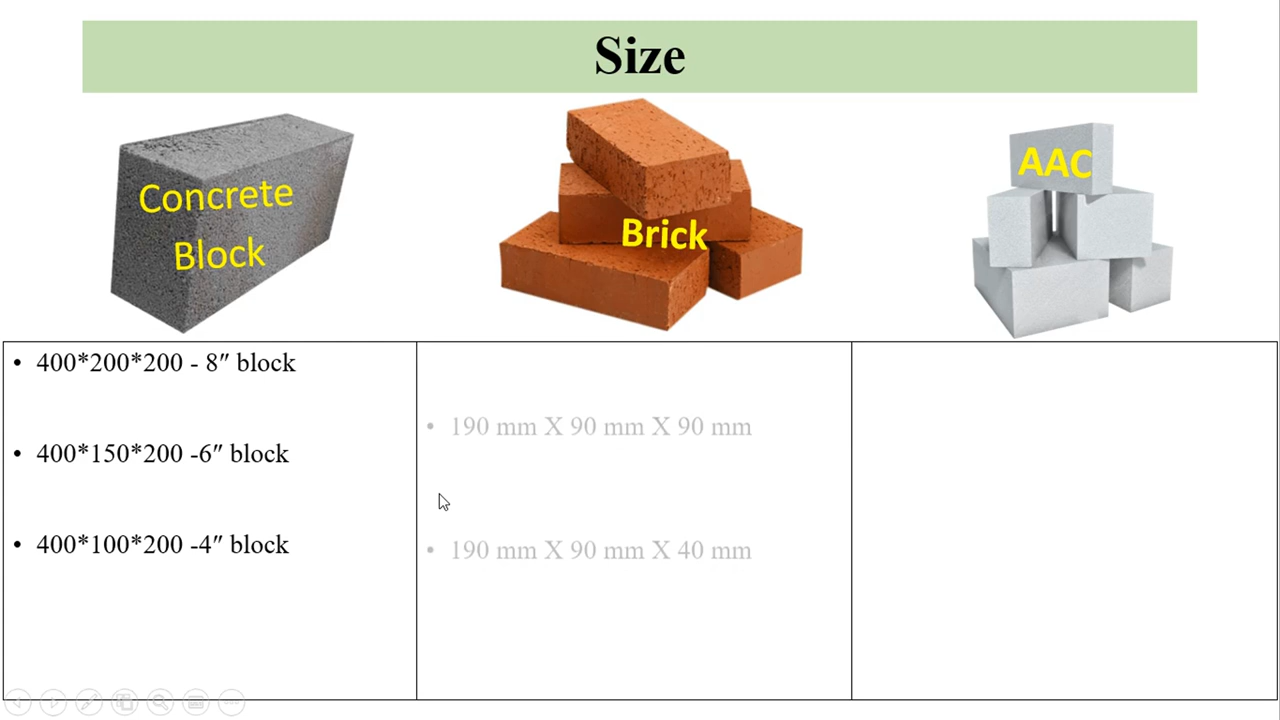 Size
Concrete
Block
Brick
AAC
• 400*200*200 - 8″ block
• 400*150*200 -6″ block
• 400*100*200 -4″ block
• 190 mm X 90 mm X 90 mm
• 190 mm X 90 mm X 40 mm